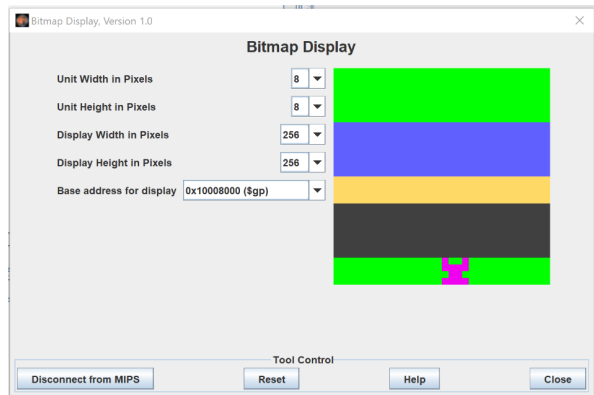 Bitmap Display, Version 1.0
Bitmap Display
Unit Width in Pixels 8
Unit Height in Pixels 8
Display Width in Pixels 256
Display Height in Pixels 256
Base address for display 0x10008000 ($gp)
Tool Control
Disconnect from MIPS Reset Help Close